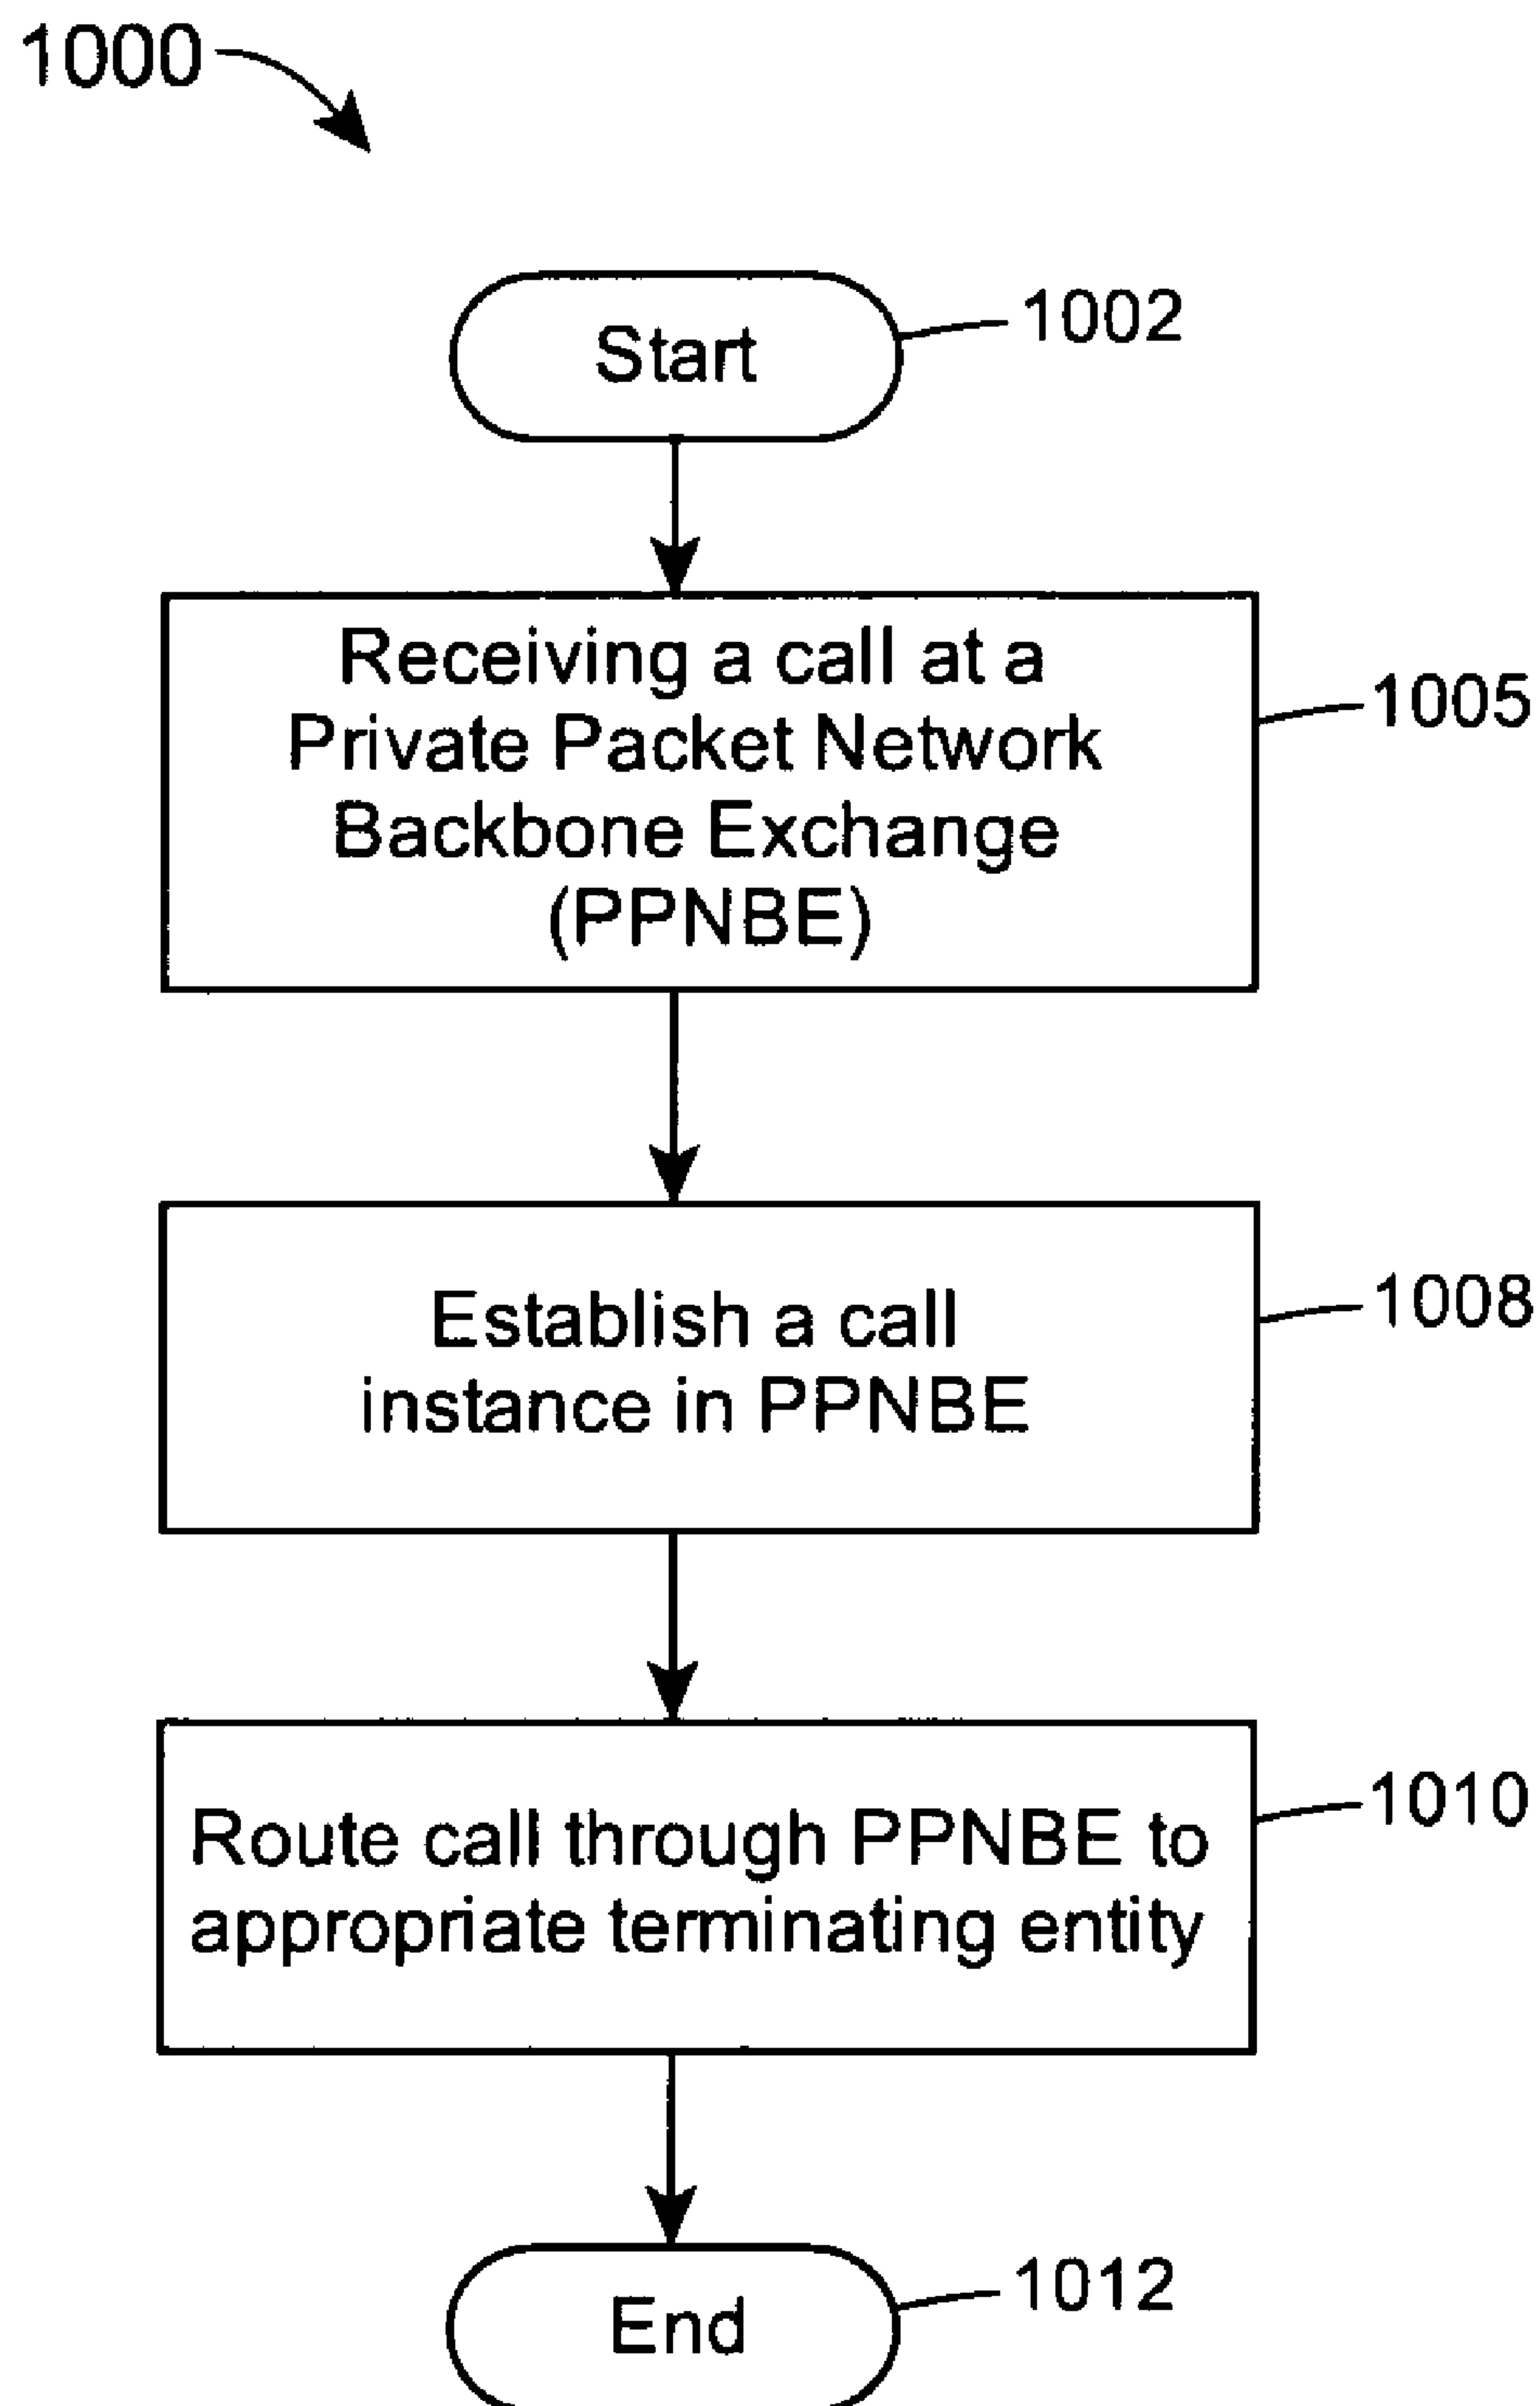 1000
Start
1002
Receiving a call at a
Private Packet Network
Backbone Exchange
(PPNBE)
1005
Establish a call
instance in PPNBE
1008
Route call through PPNBE to
appropriate terminating entity
1010
End
1012